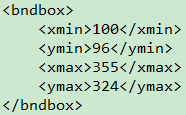 <bndbox>
    <xmin>100</xmin>
    <ymin>96</ymin>
    <xmax>355</xmax>
    <ymax>324</ymax>
</bndbox>